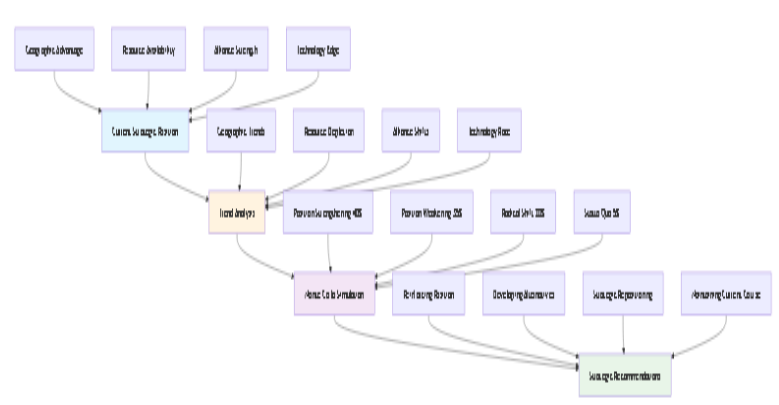 Geographic Advantage
Resource Availability
Alliance Strength
Technology Edge
Current Strategic Position
Geographic Trends
Resource Depletion
Alliance Shifts
Technology Race
Trend Analysis
Position Strengthening
Position Weakening
Radical Shift
Status Quo
Monte Carlo Simulation
Reinforcing Position
Developing Alternatives
Strategic Repositioning
Maintaining Current Course
Strategic Recommendations